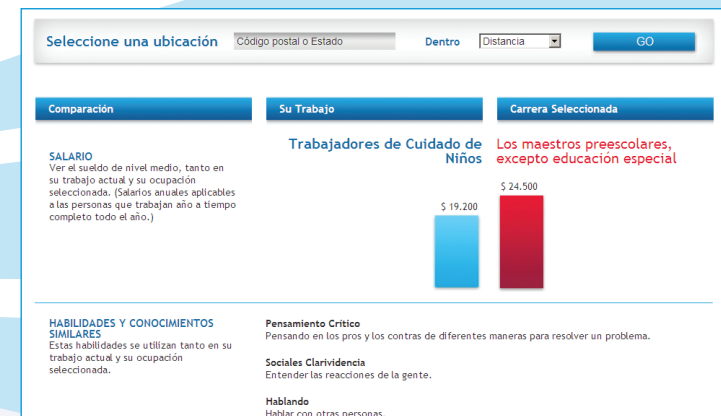 Seleccione una ubicación
Código postal o Estado
Dentro
Distancia
GO
Comparación
Su Trabajo
Carrera Seleccionada
SALARIO
Ver el sueldo de nivel medio, tanto en
su trabajo actual y su ocupación
seleccionada. (Salarios anuales aplicables
a las personas que trabajan año a tiempo
completo todo el año.)
Trabajadores de Cuidado de
Niños
Los maestros preescolares,
excepto educación especial
$ 19.200
$ 24.500
HABILIDADES Y CONOCIMIENTOS
SIMILARES
Estas habilidades se utilizan tanto en su
trabajo actual y su ocupación
seleccionada.
Pensamiento Crítico
Pensando en los pros y los contras de diferentes maneras para resolver un problema.
Sociales Clarividencia
Entender las reacciones de la gente.
Hablando
Hablar con otras personas.